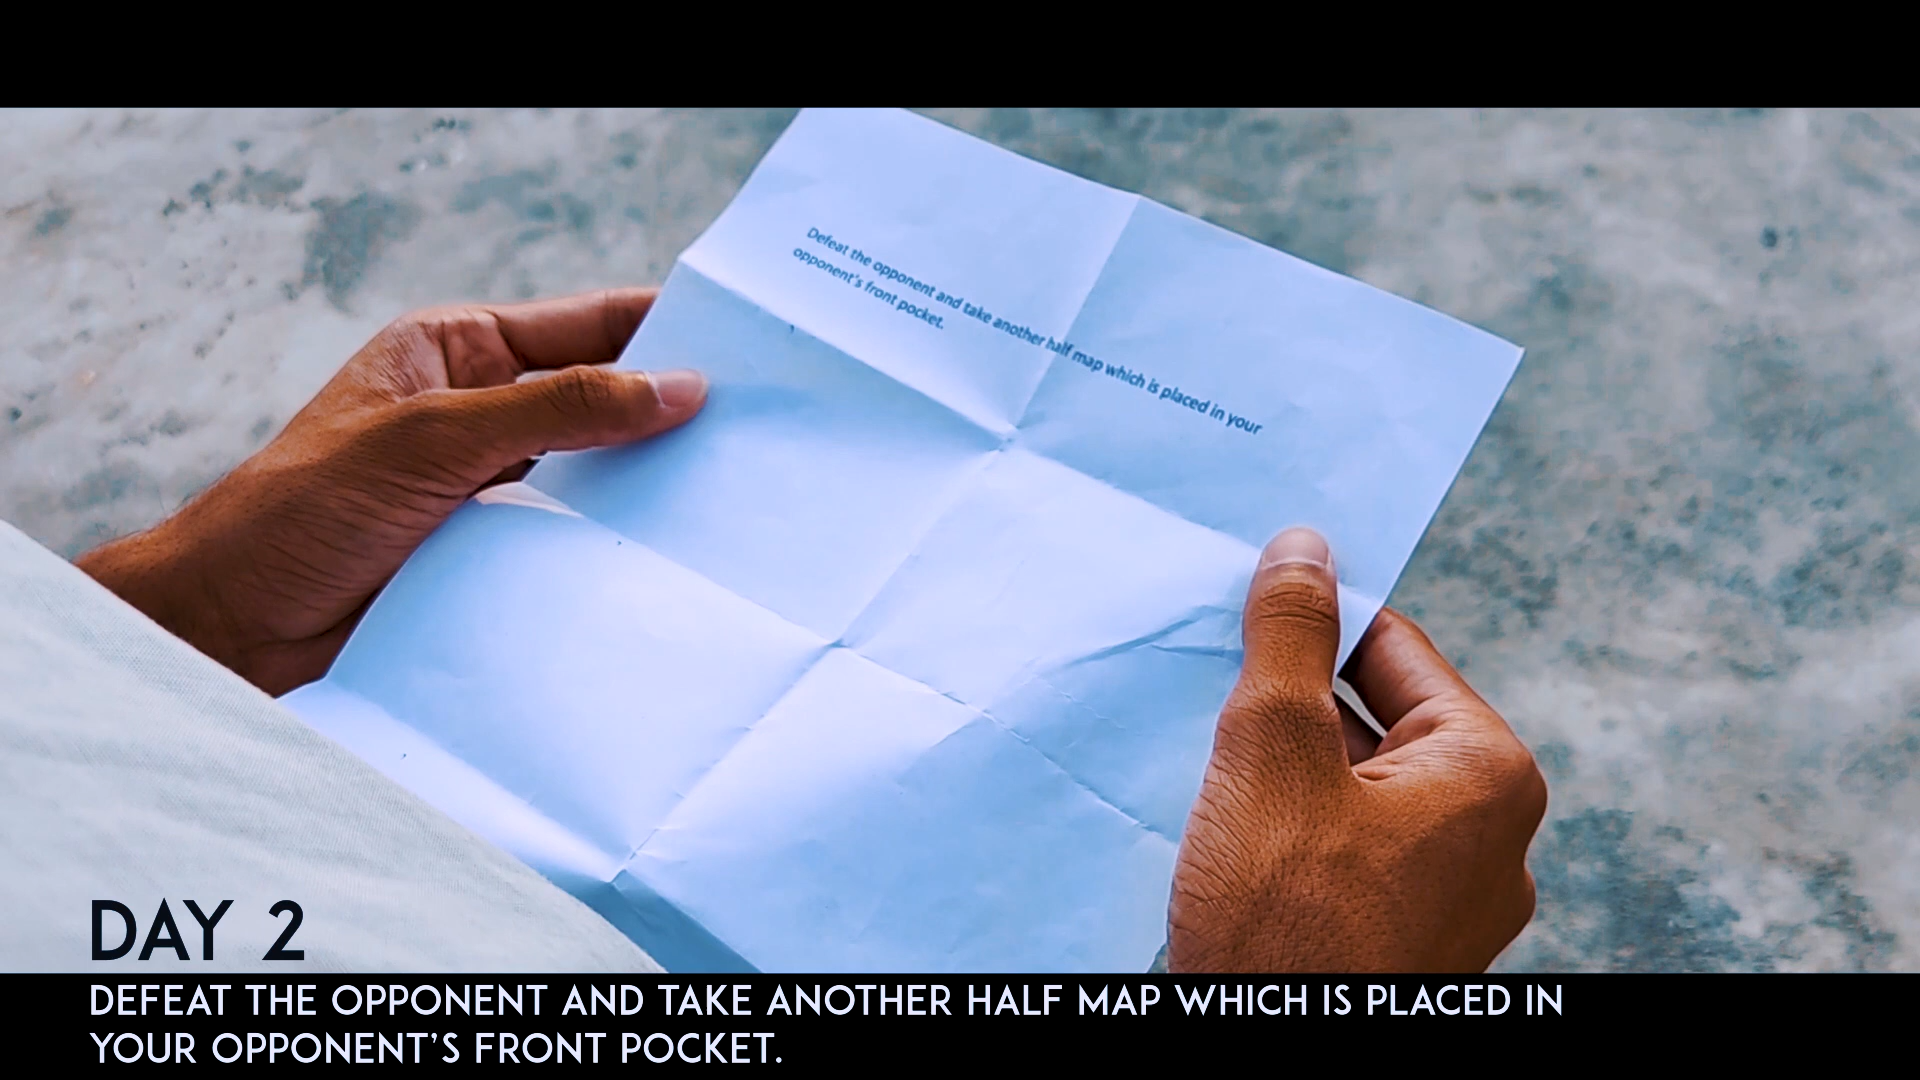 Defeat the opponent and take another half map which is placed in your
opponent's front pocket.
DAY 2
DEFEAT THE OPPONENT AND TAKE ANOTHER HALF MAP WHICH IS PLACED IN
YOUR OPPONENT'S FRONT POCKET.